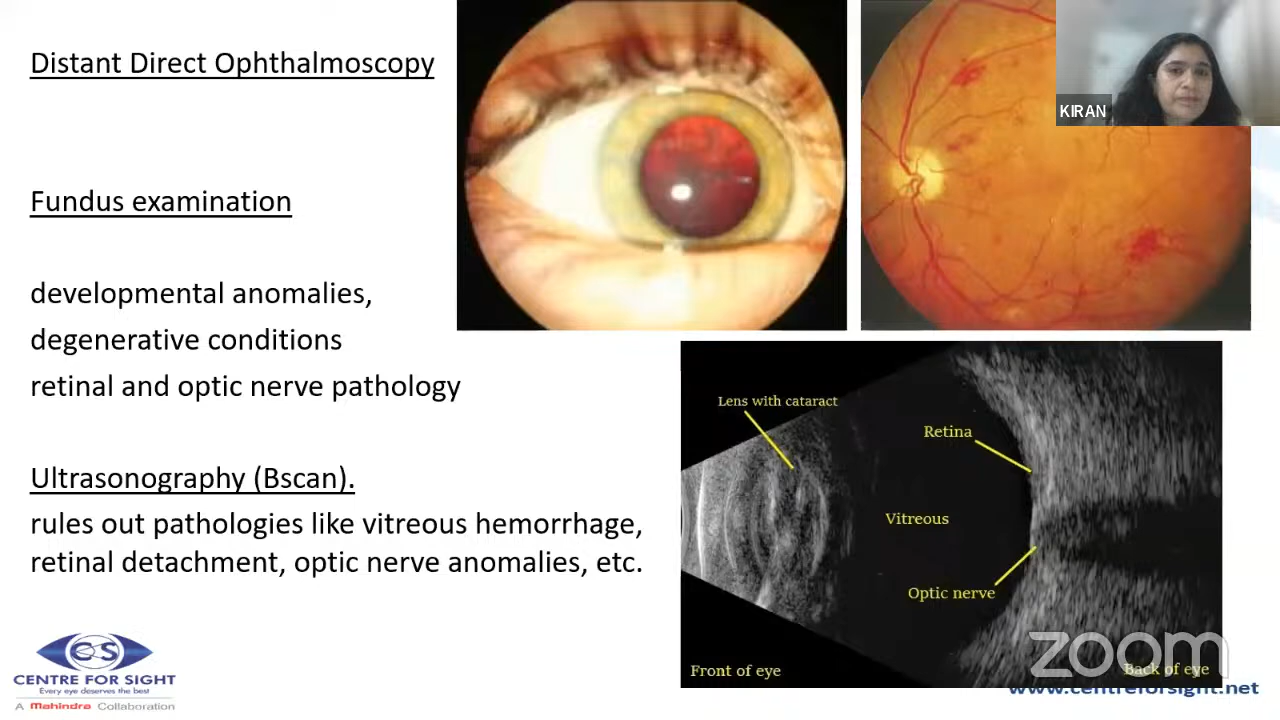 Distant Direct Ophthalmoscopy
KIRAN
Fundus examination
developmental anomalies,
degenerative conditions
retinal and optic nerve pathology
Ultrasonography (Bscan).
rules out pathologies like vitreous hemorrhage,
retinal detachment, optic nerve anomalies, etc.
Lens with cataract
Retina
Vitreous
Optic nerve
Front of eye
Back of eye
zoom
CS
CENTRE FOR SIGHT
Every eye deserves the best
A Mahindra Collaboration
www.centreforsight.net